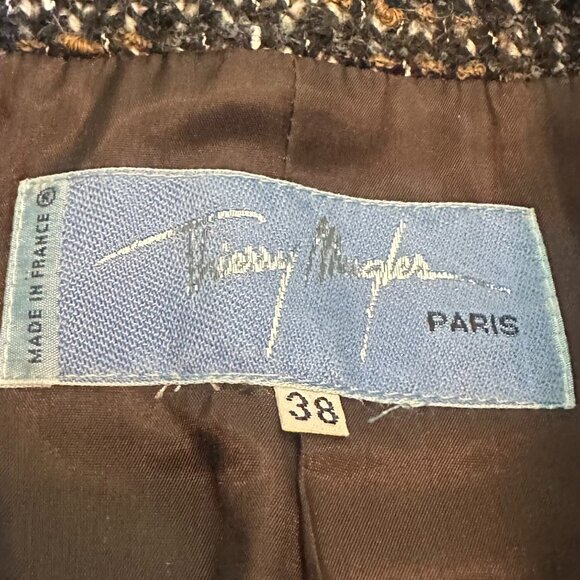 MADE IN FRANCE ®
Thierry Mugler
PARIS
38